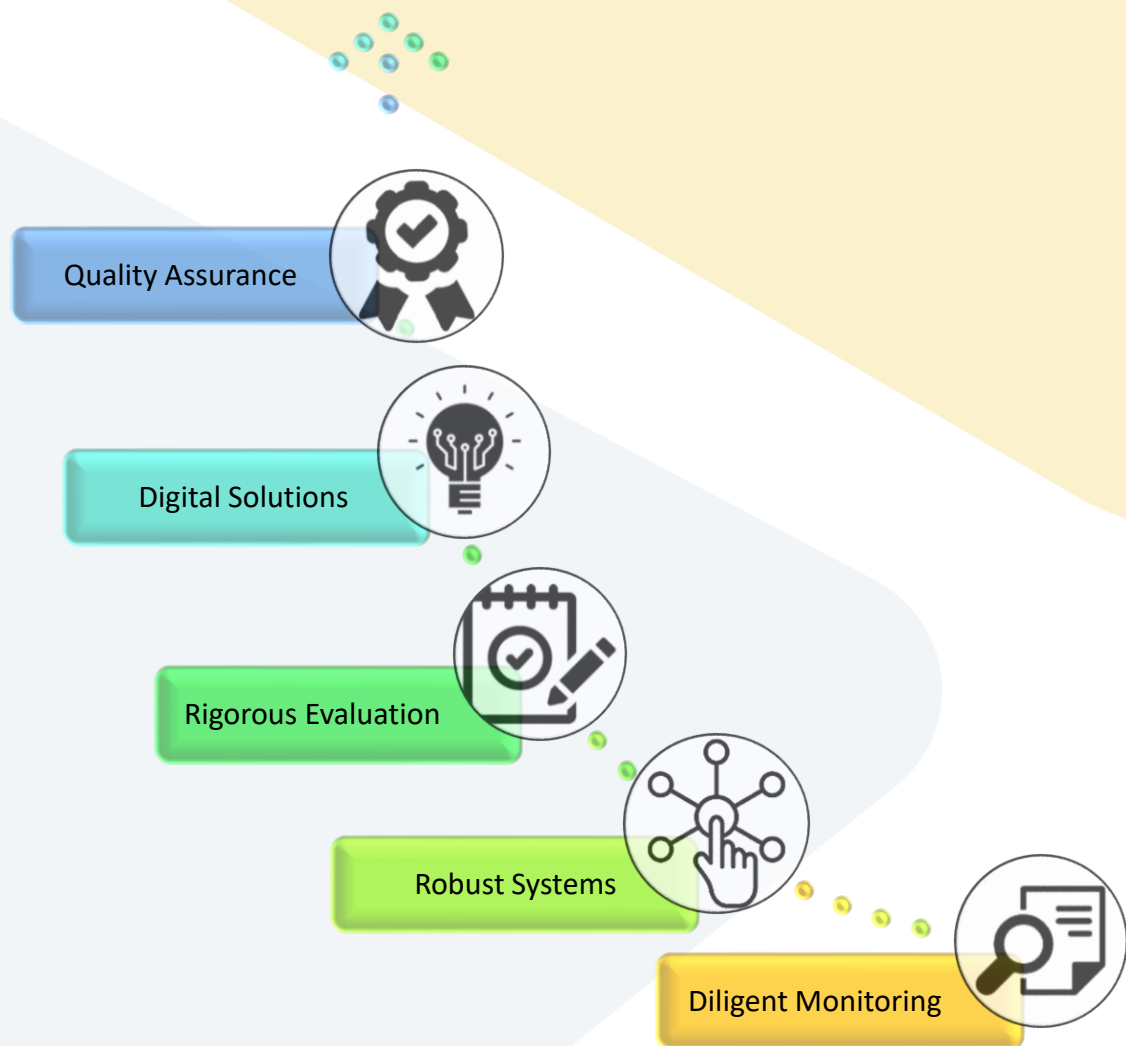 Quality Assurance
Digital Solutions
Rigorous Evaluation
Robust Systems
Diligent Monitoring